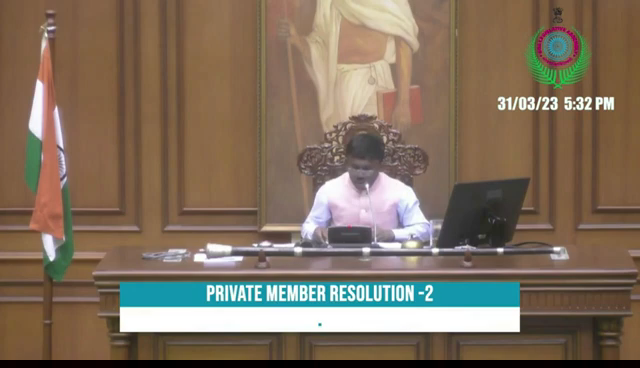 31/03/23 5:32 PM
PRIVATE MEMBER RESOLUTION -2